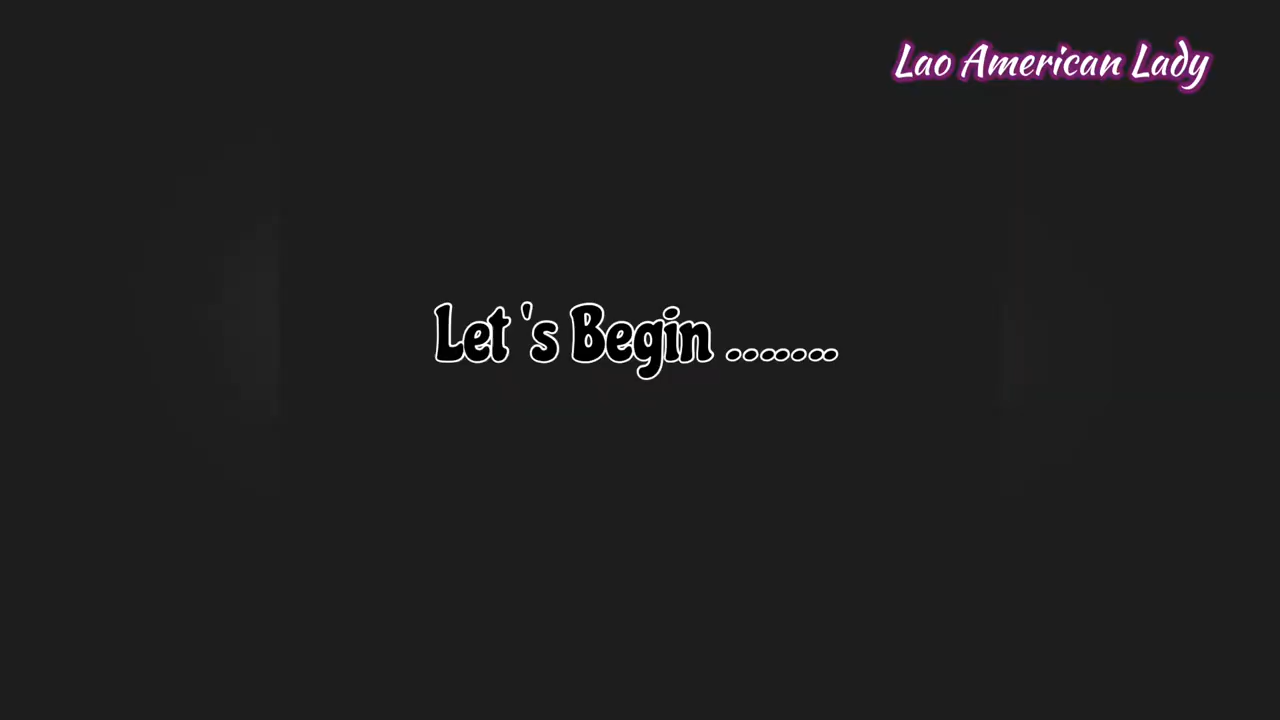 Lao American Lady
Let 's Begin .......